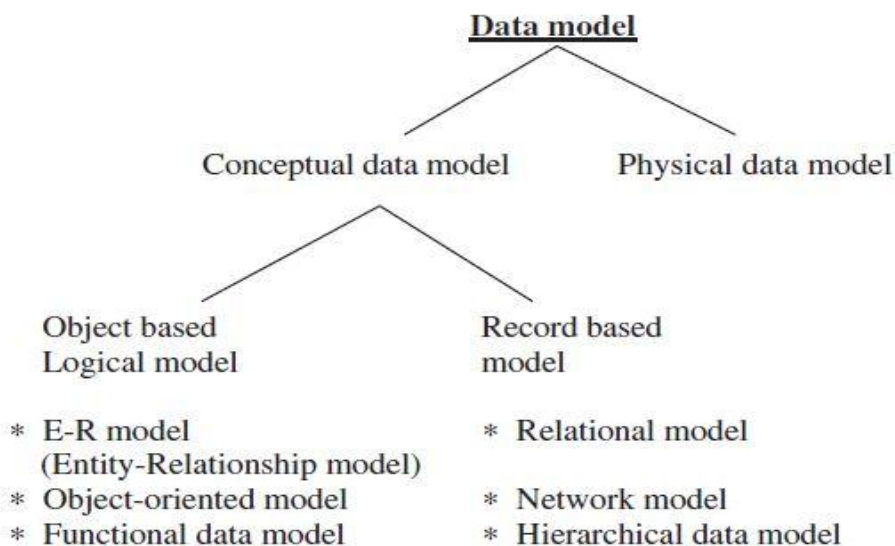 Data model
Conceptual data model
Physical data model
Object based
Logical model
Record based
model
* E-R model
(Entity-Relationship model)
* Object-oriented model
* Functional data model
* Relational model
* Network model
* Hierarchical data model